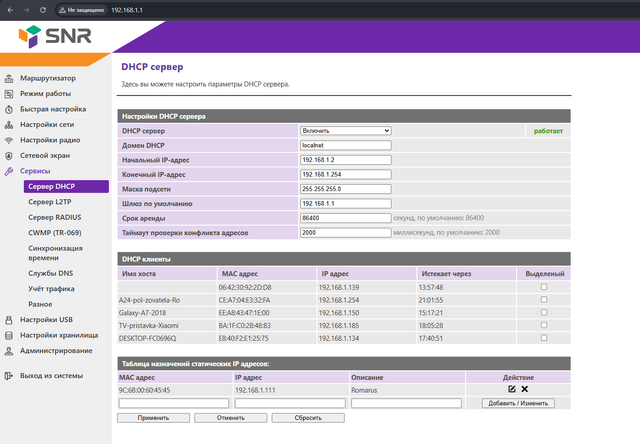 Не защищено 192.168.1.1
SNR
DHCP сервер
Здесь вы можете настроить параметры DHCP сервера.
Маршрутизатор
Режим работы
Быстрая настройка
Настройки сети
Настройки радио
Сетевой экран
Сервисы
Сервер DHCP
Сервер L2TP
Сервер RADIUS
CWMP (TR-069)
Синхронизация
времени
Службы DNS
Учёт трафика
Разное
Настройки USB
Настройки хранилища
Администрирование
Выход из системы
Настройки DHCP сервера
DHCP сервер Включить работает
Домен DHCP localnet
Начальный IP-адрес 192.168.1.2
Конечный IP-адрес 192.168.1.254
Маска подсети 255.255.255.0
Шлюз по умолчанию 192.168.1.1
Срок аренды 86400 секунд, по умолчанию: 86400
Таймаут проверки конфликта адресов 2000 миллисекунд, по умолчанию: 2000
DHCP клиенты
Имя хоста MAC адрес IP адрес Истекает через Выделеный
06:42:30:92:2D:D8 192.168.1.139 13:57:48
A24-pol-zovatela-Ro CE:A7:04:E3:32:FA 192.168.1.254 21:01:55
Galaxy-A7-2018 EE:A8:43:47:1E:00 192.168.1.150 15:17:21
TV-pristavka-Xiaomi BA:1F:C0:2B:48:B3 192.168.1.185 18:05:28
DESKTOP-FC0696Q E8:40:F2:E1:25:75 192.168.1.134 17:40:51
Таблица назначений статических IP адресов:
MAC адрес IP адрес Описание Действие
9C:6B:00:60:45:45 192.168.1.111 Romarus
Добавить / Изменить
Применить Отменить Сбросить